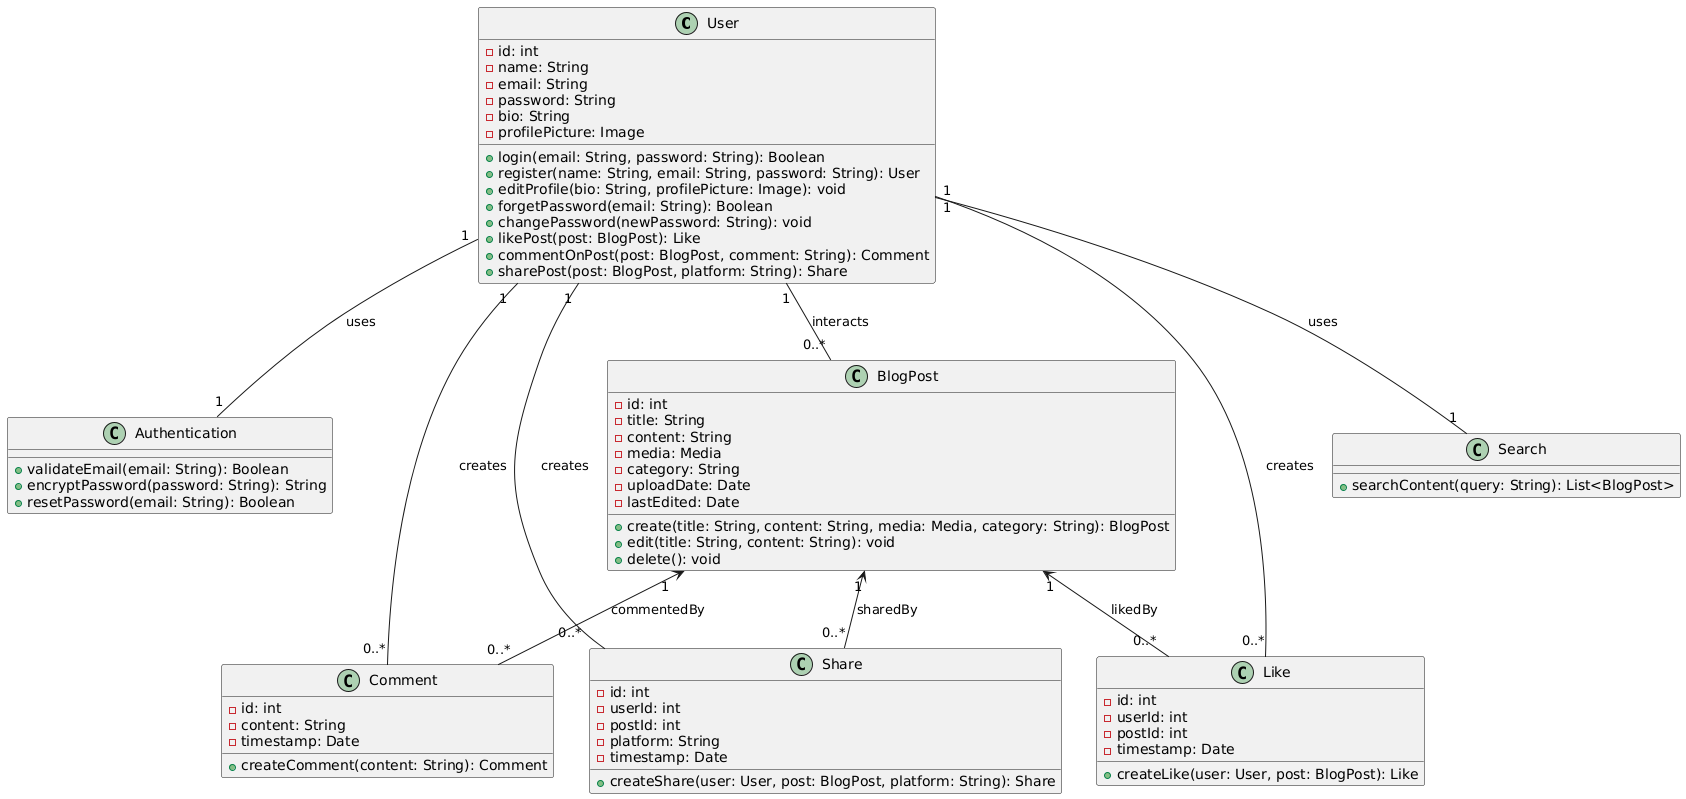 C User
id: int
name: String
email: String
password: String
bio: String
profilePicture: Image
login(email: String, password: String): Boolean
register(name: String, email: String, password: String): User
editProfile(bio: String, profilePicture: Image): void
forgetPassword(email: String): Boolean
changePassword(newPassword: String): void
likePost(post: BlogPost): Like
commentOnPost(post: BlogPost, comment: String): Comment
sharePost(post: BlogPost, platform: String): Share
1
1
1
1
1
1
uses
interacts
uses
0..*
1
1
C Authentication
validateEmail(email: String): Boolean
encryptPassword(password: String): String
resetPassword(email: String): Boolean
creates
creates
C BlogPost
id: int
title: String
content: String
media: Media
category: String
uploadDate: Date
lastEdited: Date
create(title: String, content: String, media: Media, category: String): BlogPost
edit(title: String, content: String): void
delete(): void
creates
C Search
searchContent(query: String): List<BlogPost>
1
1
1
commentedBy
sharedBy
likedBy
0..*
0..*
0..*
0..*
0..*
0..*
C Comment
id: int
content: String
timestamp: Date
createComment(content: String): Comment
C Share
id: int
userId: int
postId: int
platform: String
timestamp: Date
createShare(user: User, post: BlogPost, platform: String): Share
C Like
id: int
userId: int
postId: int
timestamp: Date
createLike(user: User, post: BlogPost): Like